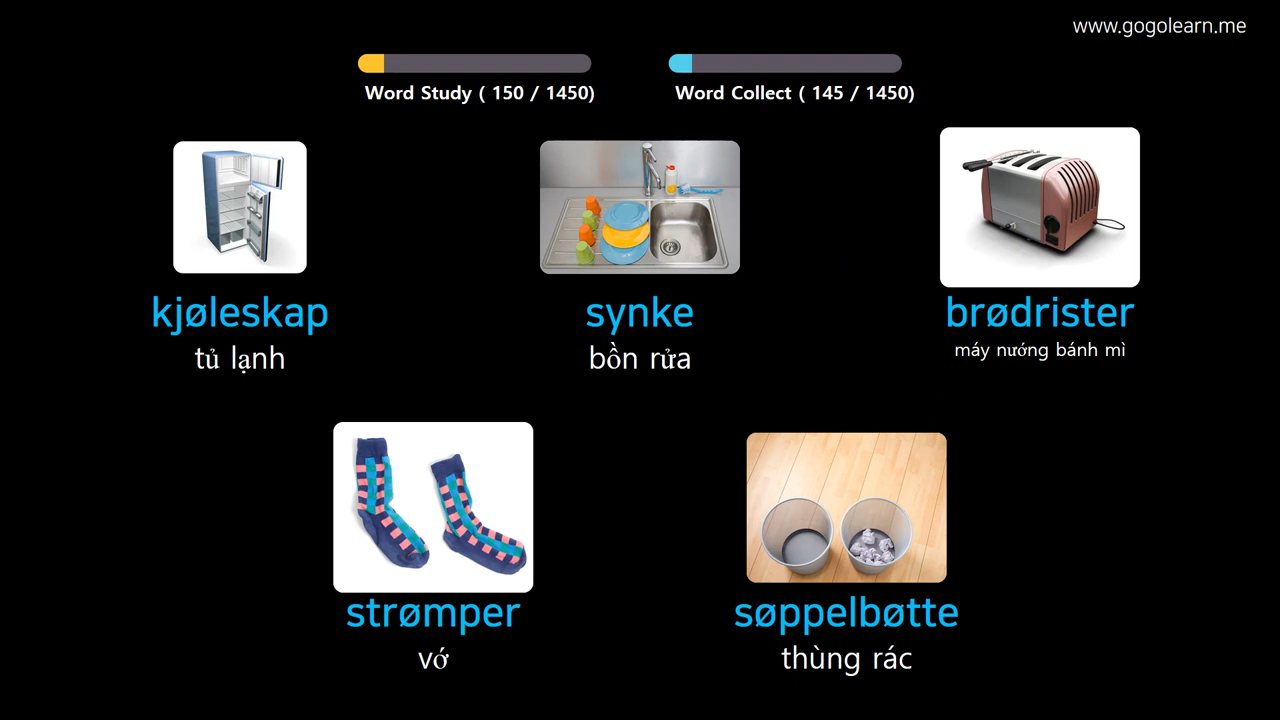 www.gogolearn.me
Word Study ( 150 / 1450)
Word Collect ( 145 / 1450)
kjøleskap
tủ lạnh
synke
bồn rửa
brødrister
máy nướng bánh mì
strømper
vớ
søppelbøtte
thùng rác